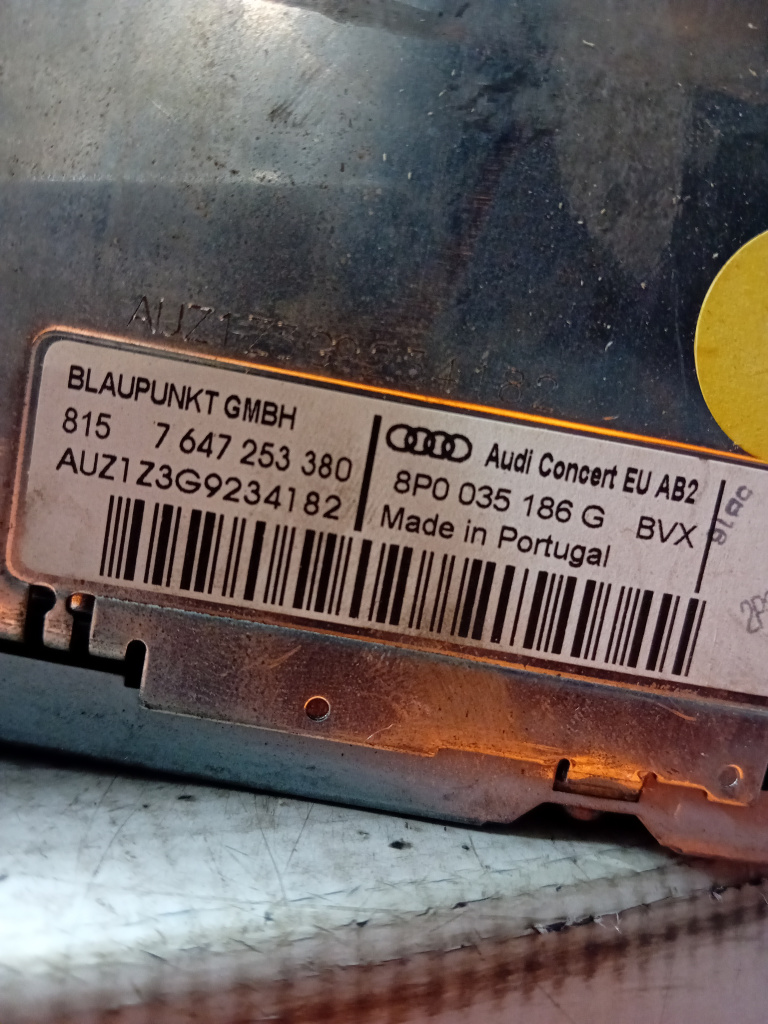 BLAUPUNKT GMBH
815 7 647 253 380
AUZ1Z3G9234182
Audi Concert EU AB2
8P0 035 186 G BVX
Made in Portugal